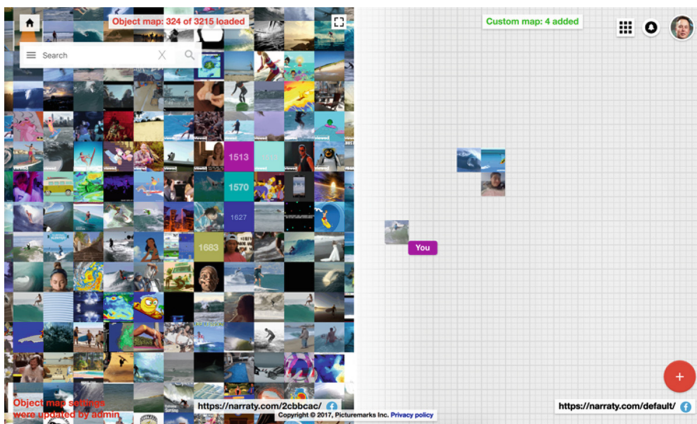 Object map: 324 of 3215 loaded
Custom map: 4 added
Search
1513
1570
1627
1683
You
Object map settings
were updated by admin
https://narraty.com/2cbbcac/
https://narraty.com/default/
Copyright © 2017, Picturemarks Inc. Privacy policy